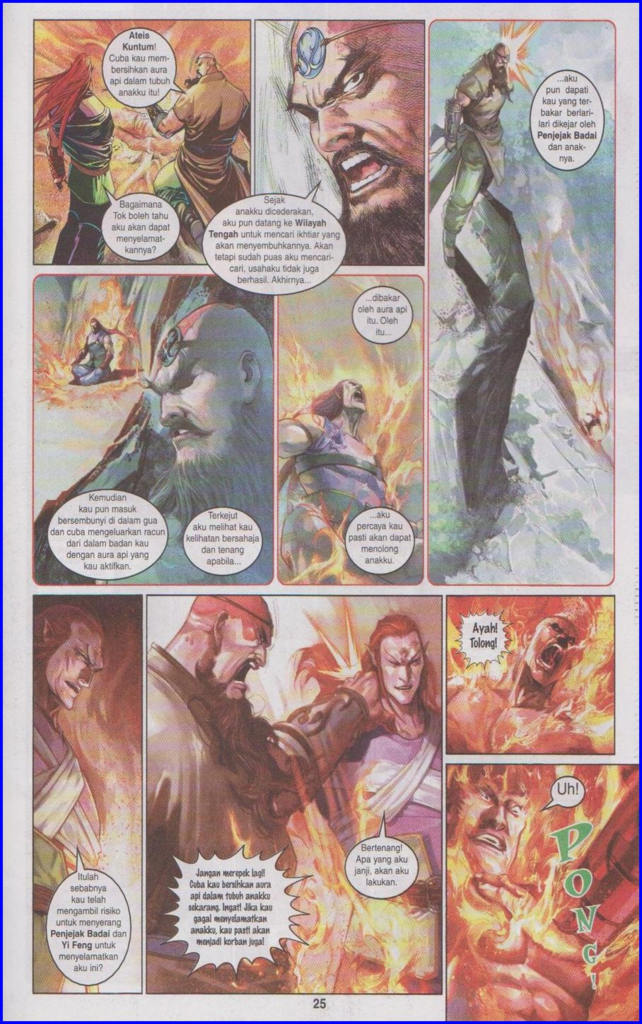 Ateis
Kuntum!
Cuba kau mem-
bersihkan aura
api dalam tubuh
anakku itu!
Bagaimana
Tok boleh tahu
aku akan dapat
menyelamat-
kannya?
Sejak
anakku dicederakan,
aku pun datang ke Wilayah
Tengah untuk mencari ikhtiar yang
akan menyembuhkannya. Akan
tetapi sudah puas aku mencari-
cari, usahaku tidak juga
berhasil. Akhirnya...
...aku
pun dapati
kau yang ter-
bakar berlari-
lari dikejar oleh
Penjejak Badai
dan anak-
nya.
Kemudian
kau pun masuk
bersembunyi di dalam gua
dan cuba mengeluarkan racun
dari dalam badan kau
dengan aura api yang
kau aktifkan.
Terkejut
aku melihat kau
kelihatan bersahaja
dan tenang
apabila...
...dibakar
oleh aura api
itu. Oleh
itu...
...aku
percaya kau
pasti akan dapat
menolong
anakku.
Itulah
sebabnya
kau telah
mengambil risiko
untuk menyerang
Penjejak Badai dan
Yi Feng untuk
menyelamatkan
aku ini?
Jangan merepek lagi!
Cuba kau bersihkan aura
api dalam tubuh anakku
sekarang. Ingat! Jika kau
gagal menyelamatkan
anakku, kau pasti akan
menjadi korban juga!
Bertenang!
Apa yang aku
janji, akan aku
lakukan.
Ayah!
Tolong!
Uh!
PONG!
25